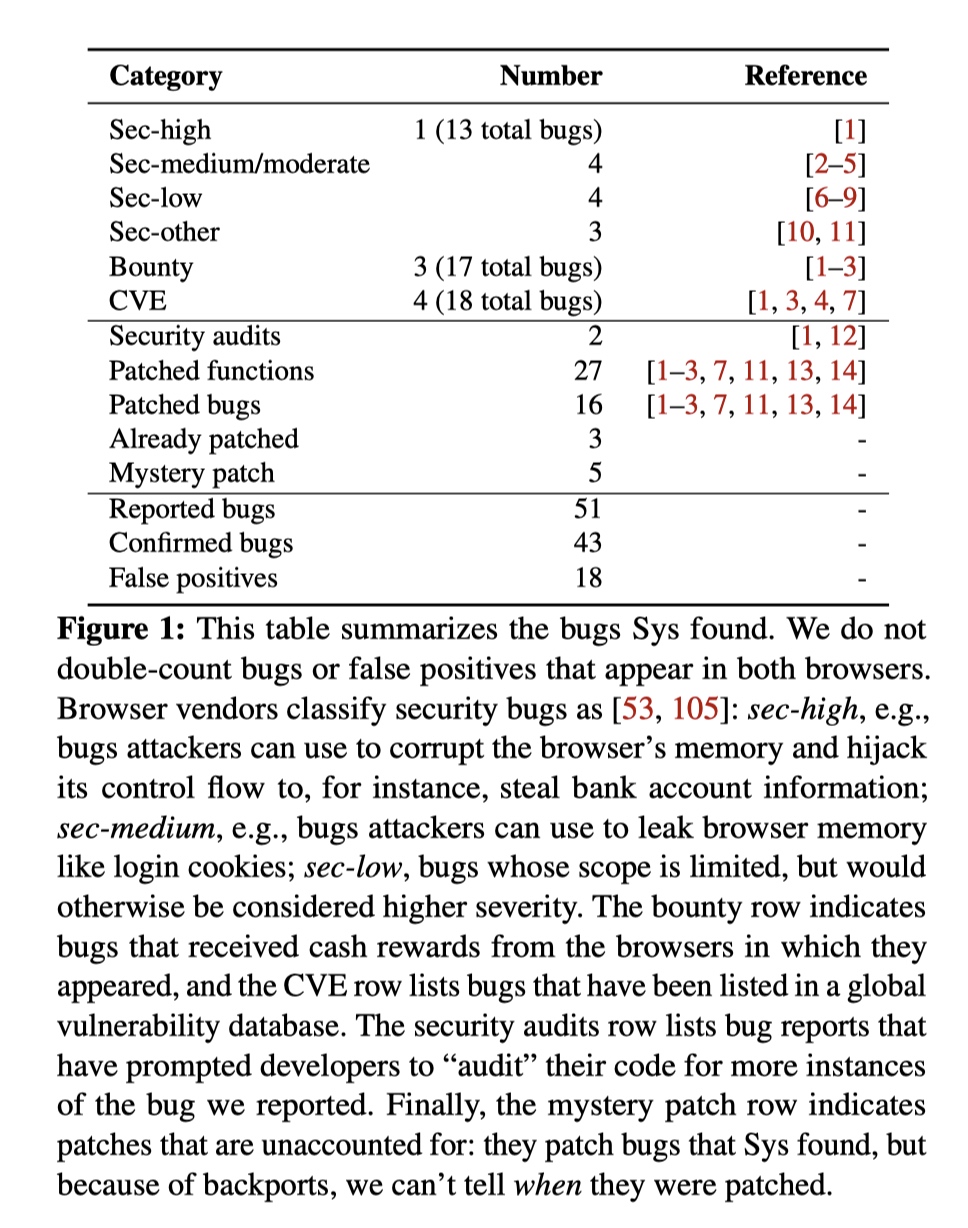 Category Number Reference
Sec-high 1 (13 total bugs) [1]
Sec-medium/moderate 4 [2–5]
Sec-low 4 [6–9]
Sec-other 3 [10, 11]
Bounty 3 (17 total bugs) [1–3]
CVE 4 (18 total bugs) [1, 3, 4, 7]
Security audits 2 [1, 12]
Patched functions 27 [1–3, 7, 11, 13, 14]
Patched bugs 16 [1–3, 7, 11, 13, 14]
Already patched 3 -
Mystery patch 5 -
Reported bugs 51 -
Confirmed bugs 43 -
False positives 18 -
Figure 1: This table summarizes the bugs Sys found. We do not
double-count bugs or false positives that appear in both browsers.
Browser vendors classify security bugs as [53, 105]: sec-high, e.g.,
bugs attackers can use to corrupt the browser’s memory and hijack
its control flow to, for instance, steal bank account information;
sec-medium, e.g., bugs attackers can use to leak browser memory
like login cookies; sec-low, bugs whose scope is limited, but would
otherwise be considered higher severity. The bounty row indicates
bugs that received cash rewards from the browsers in which they
appeared, and the CVE row lists bugs that have been listed in a global
vulnerability database. The security audits row lists bug reports that
have prompted developers to “audit” their code for more instances
of the bug we reported. Finally, the mystery patch row indicates
patches that are unaccounted for: they patch bugs that Sys found, but
because of backports, we can’t tell when they were patched.